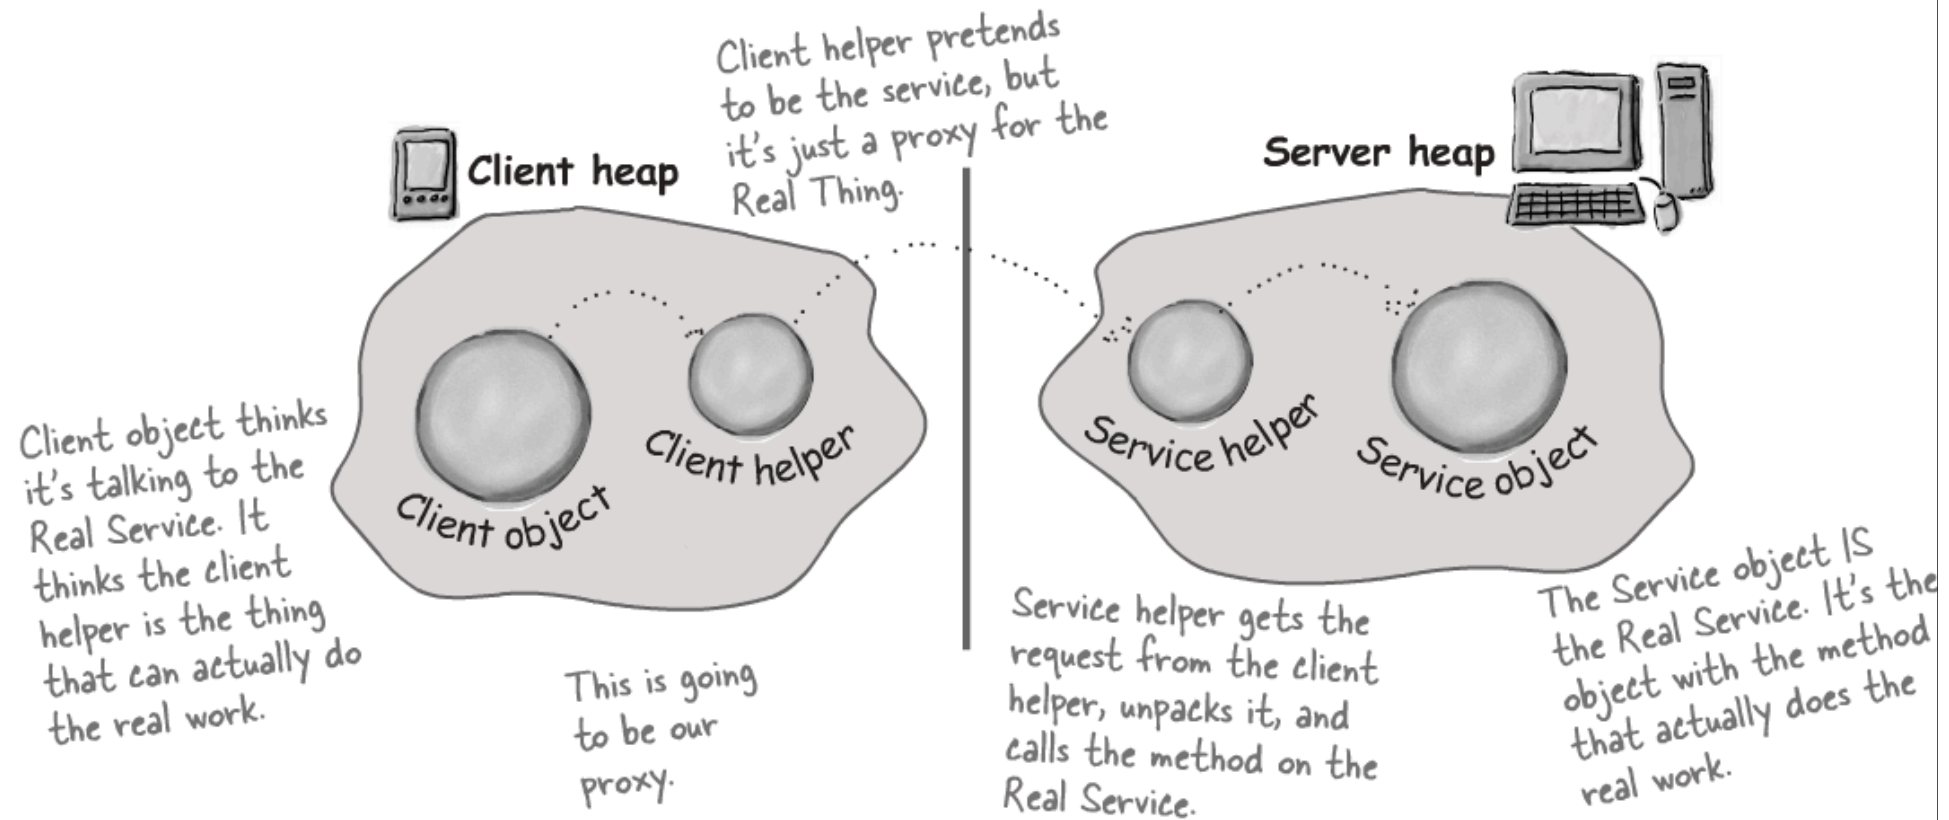 Client helper pretends
to be the service, but
it's just a proxy for the
Real Thing.
Client heap
Server heap
Client object
Client helper
Service helper
Service object
Client object thinks
it's talking to the
Real Service. It
thinks the client
helper is the thing
that can actually do
the real work.
This is going
to be our
proxy.
Service helper gets the
request from the client
helper, unpacks it, and
calls the method on the
Real Service.
The Service object IS
the Real Service. It's the
object with the method
that actually does the
real work.